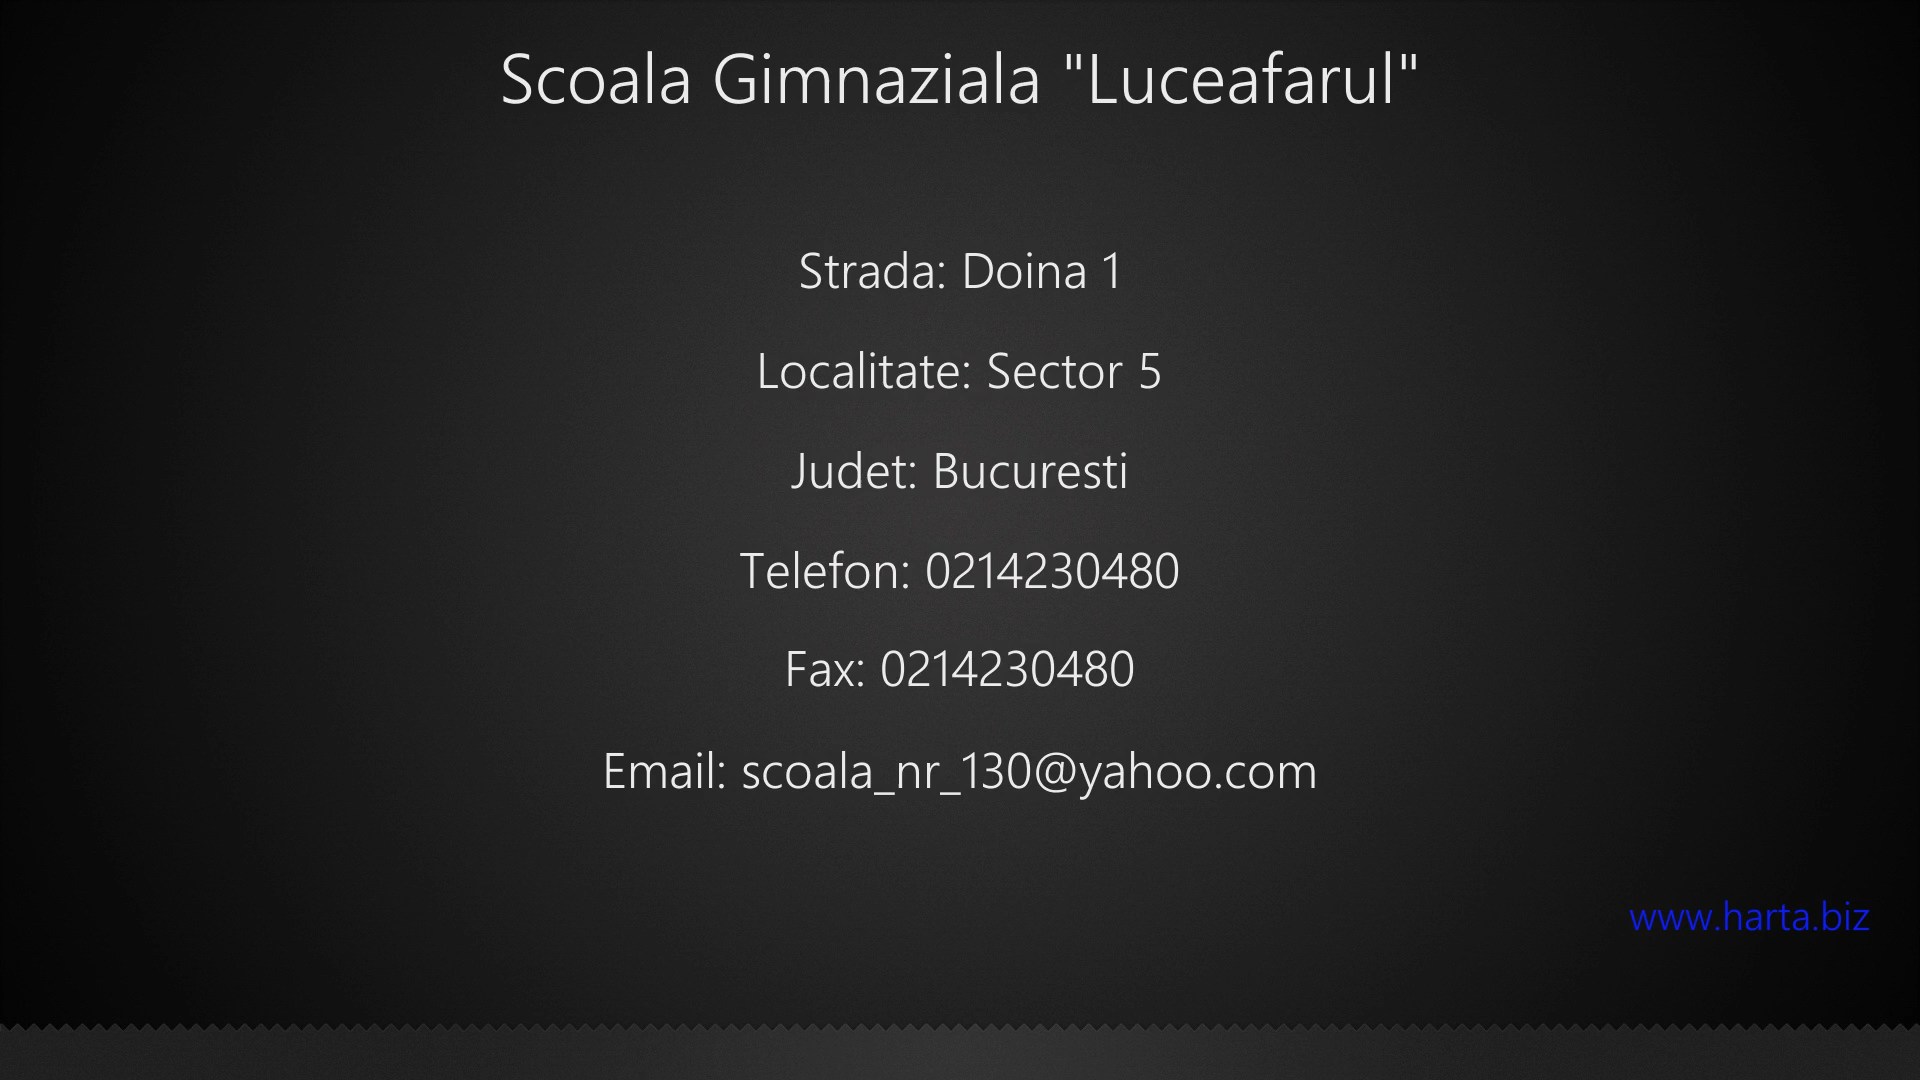 Scoala Gimnaziala "Luceafarul"
Strada: Doina 1
Localitate: Sector 5
Judet: Bucuresti
Telefon: 0214230480
Fax: 0214230480
Email: scoala_nr_130@yahoo.com
www.harta.biz